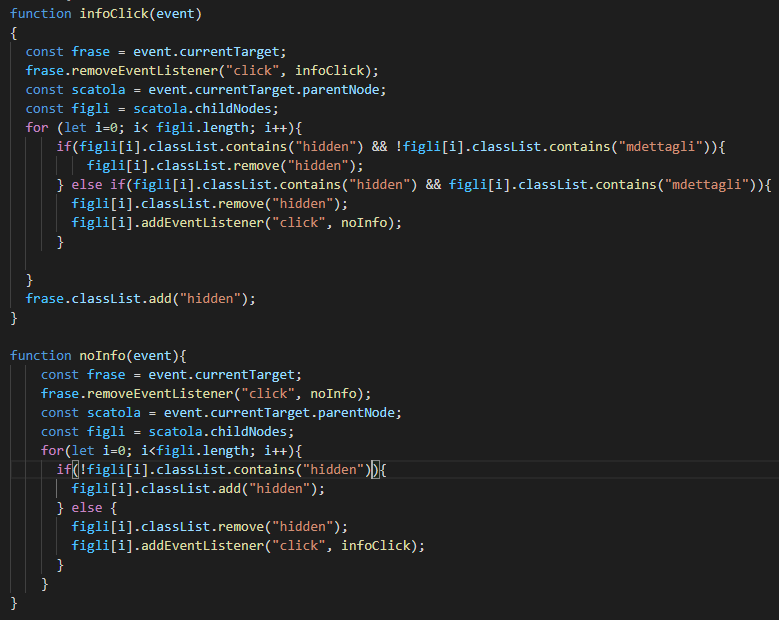 function infoClick(event)
{
  const frase = event.currentTarget;
  frase.removeEventListener("click", infoClick);
  const scatola = event.currentTarget.parentNode;
  const figli = scatola.childNodes;
  for (let i=0; i< figli.length; i++){
      if(figli[i].classList.contains("hidden") && !figli[i].classList.contains("mdettagli")){
          figli[i].classList.remove("hidden");
      } else if(figli[i].classList.contains("hidden") && figli[i].classList.contains("mdettagli")){
        figli[i].classList.remove("hidden");
        figli[i].addEventListener("click", noInfo);
      }

  }
  frase.classList.add("hidden");
}

function noInfo(event){
    const frase = event.currentTarget;
    frase.removeEventListener("click", noInfo);
    const scatola = event.currentTarget.parentNode;
    const figli = scatola.childNodes;
    for(let i=0; i<figli.length; i++){
      if(!figli[i].classList.contains("hidden")){
        figli[i].classList.add("hidden");
      } else {
        figli[i].classList.remove("hidden");
        figli[i].addEventListener("click", infoClick);
      }
    }
}